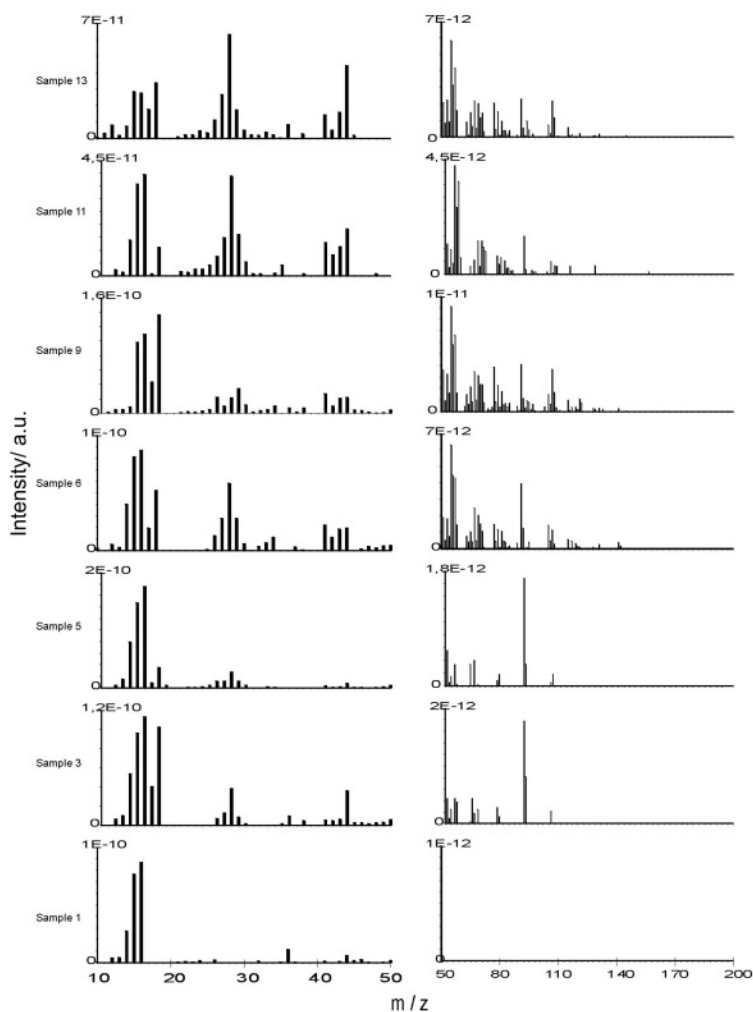 7E-11 7E-12
Sample 13
0 0
4,5E-11 4,5E-12
Sample 11
0 0
1,6E-10 1E-11
Sample 9
0 0
1E-10 7E-12
Sample 6
0 0
2E-10 1,8E-12
Sample 5
0 0
1,2E-10 2E-12
Sample 3
0 0
1E-10 1E-12
Sample 1
0 0
10 20 30 40 50 50 80 110 140 170 200
Intensity/ a.u.
m / z